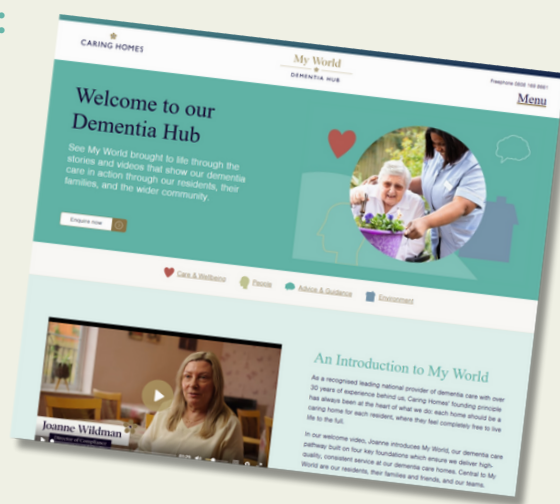 CARING HOMES
My World
DEMENTIA HUB
Menu
Welcome to our
Dementia Hub
See My World brought to life through the
stories and videos that show our dementia
care in action through our residents, their
families, and the wider community.
Enquire now
Care & Wellbeing
People
Advice & Guidance
Environment
Joanne Wildman
Director of Compliance
An Introduction to My World
As a recognised leading national provider of dementia care with over
30 years of experience behind us, Caring Homes' founding principle
has always been at the heart of what we do: each home should be a
caring home for each resident, where they feel completely free to live
life to the full.
In our welcome video, Joanne introduces My World, our dementia care
pathway built on four key foundations which ensure we deliver high-
quality, consistent service at our dementia care homes. Central to My
World are our residents, their families and friends, and our teams.